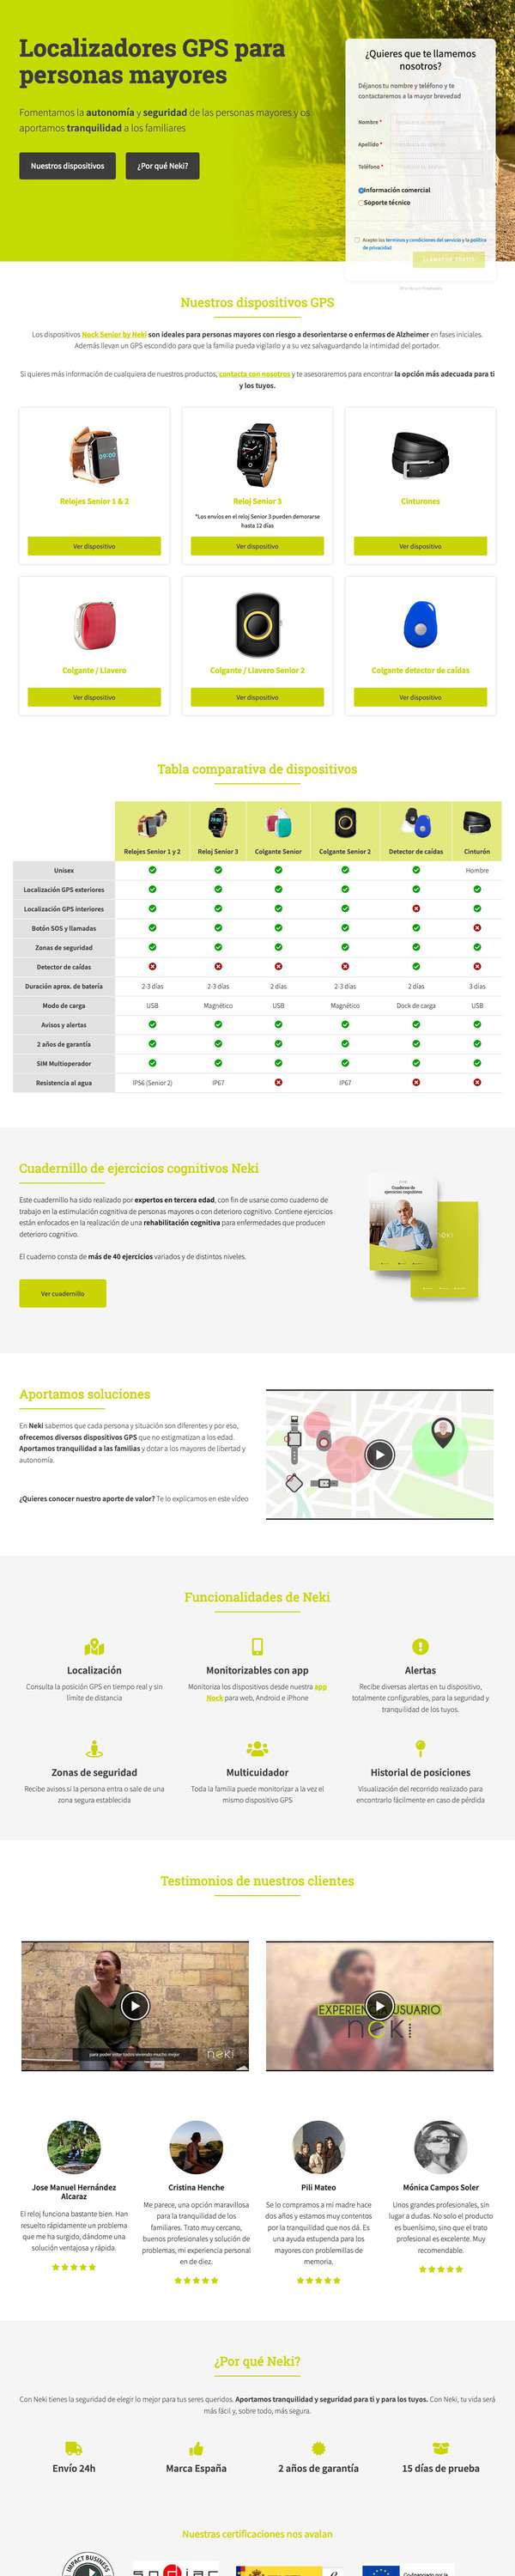 Localizadores GPS para
personas mayores
Fomentamos la autonomía y seguridad de las personas mayores y os
aportamos tranquilidad a los familiares
Nuestros dispositivos
¿Por qué Neki?
¿Quieres que te llamemos
nosotros?
Déjanos tu nombre y teléfono y te
contactaremos a la mayor brevedad
Nombre *
Apellido *
Teléfono *
Información comercial
Soporte técnico
Acepto los terminos y condiciones del servicio y la política
de privacidad
Nuestros dispositivos GPS
Los dispositivos Nock Senior by Neki son ideales para personas mayores con riesgo a desorientarse o enfermos de Alzheimer en fases iniciales.
Además llevan un GPS escondido para que la familia pueda vigilarlo y a su vez salvaguardando la intimidad del portador.
Si quieres más información de cualquiera de nuestros productos, contacta con nosotros y te asesoraremos para encontrar la opción más adecuada para ti
y los tuyos.
Relojes Senior 1 & 2
Ver dispositivo
Reloj Senior 3
*Los envíos en el reloj Senior 3 pueden demorarse
hasta 12 días
Ver dispositivo
Cinturones
Ver dispositivo
Colgante / Llavero
Ver dispositivo
Colgante / Llavero Senior 2
Ver dispositivo
Colgante detector de caídas
Ver dispositivo
Tabla comparativa de dispositivos
Relojes Senior 1 y 2 Reloj Senior 3 Colgante Senior Colgante Senior 2 Detector de caídas Cinturón
Unisex Hombre
Localización GPS exteriores
Localización GPS interiores
Botón SOS y llamadas
Zonas de seguridad
Detector de caídas
Duración aprox. de batería 2-3 días 2-3 días 2 días 2-3 días 2 días 3 días
Modo de carga USB Magnético USB Magnético Dock de carga USB
Avisos y alertas
2 años de garantía
SIM Multioperador
Resistencia al agua IP56 (Senior 2) IP67 IP67
Cuadernillo de ejercicios cognitivos Neki
Este cuadernillo ha sido realizado por expertos en tercera edad, con fin de usarse como cuaderno de
trabajo en la estimulación cognitiva de personas mayores o con deterioro cognitivo. Contiene ejercicios
están enfocados en la realización de una rehabilitación cognitiva para enfermedades que producen
deterioro cognitivo.
El cuaderno consta de más de 40 ejercicios variados y de distintos niveles.
Ver cuadernillo
Cuaderno de
ejercicios cognitivos
neki
Aportamos soluciones
En Neki sabemos que cada persona y situación son diferentes y por eso,
ofrecemos diversos dispositivos GPS que no estigmatizan a los edad.
Aportamos tranquilidad a las familias y dotar a los mayores de libertad y
autonomía.
¿Quieres conocer nuestro aporte de valor? Te lo explicamos en este vídeo
Funcionalidades de Neki
Localización
Consulta la posición GPS en tiempo real y sin
límite de distancia
Monitorizables con app
Monitoriza los dispositivos desde nuestra app
Nock para web, Android e iPhone
Alertas
Recibe diversas alertas en tu dispositivo,
totalmente configurables, para la seguridad y
tranquilidad de los tuyos.
Zonas de seguridad
Recibe avisos si la persona entra o sale de una
zona segura establecida
Multicuidador
Toda la familia puede monitorizar a la vez el
mismo dispositivo GPS
Historial de posiciones
Visualización del recorrido realizado para
encontrarlo fácilmente en caso de pérdida
Testimonios de nuestros clientes
para poder estar todos viviendo mucho mejor
neki
USUARIO
neki
Jose Manuel Hernández
Alcaraz
El reloj funciona bastante bien. Han
resuelto rápidamente un problema
que me ha surgido, dándome una
solución ventajosa y rápida.
Cristina Henche
Me parece, una opción maravillosa
para la tranquilidad de los
familiares. Trato muy cercano,
buenos profesionales y solución de
problemas, mi experiencia personal
en de diez.
Pili Mateo
Se lo compramos a mi madre hace
dos años y estamos muy contentos
por la tranquilidad que nos dá. Es
una ayuda estupenda para los
mayores con problemillas de
memoria.
Mónica Campos Soler
Unos grandes profesionales, sin
lugar a dudas. No solo el producto
es buenísimo, sino que el trato
profesional es excelente. Muy
recomendable.
¿Por qué Neki?
Con Neki tienes la seguridad de elegir lo mejor para tus seres queridos. Aportamos tranquilidad y seguridad para ti y para los tuyos. Con Neki, tu vida será
más fácil y, sobre todo, más segura.
Envío 24h
Marca España
2 años de garantía
15 días de prueba
Nuestras certificaciones nos avalan
IMPACT BUSINESS